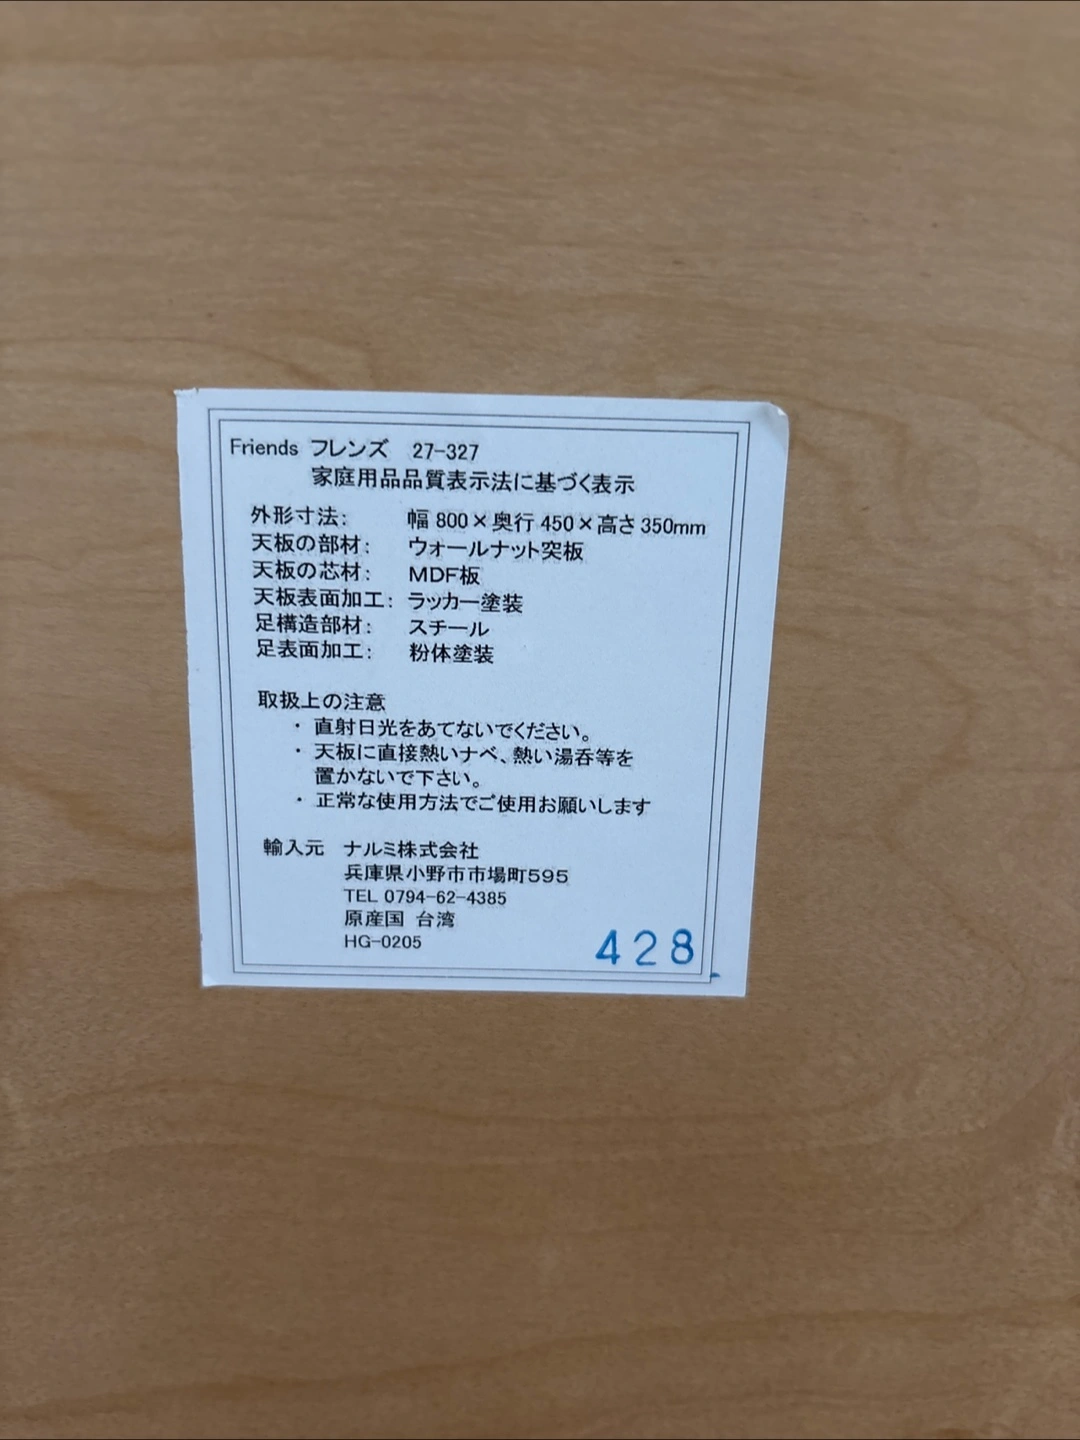 Friends フレンズ 27-327
家庭用品品質表示法に基づく表示
外形寸法: 幅 800×奥行 450×高さ 350mm
天板の部材: ウォールナット突板
天板の芯材: MDF板
天板表面加工: ラッカー塗装
足構造部材: スチール
足表面加工: 粉体塗装
取扱上の注意
・ 直射日光をあてないでください。
・ 天板に直接熱いナベ、熱い湯呑等を
置かないで下さい。
・ 正常な使用方法でご使用お願いします
輸入元 ナルミ株式会社
兵庫県小野市市場町595
TEL 0794-62-4385
原産国 台湾
HG-0205
428